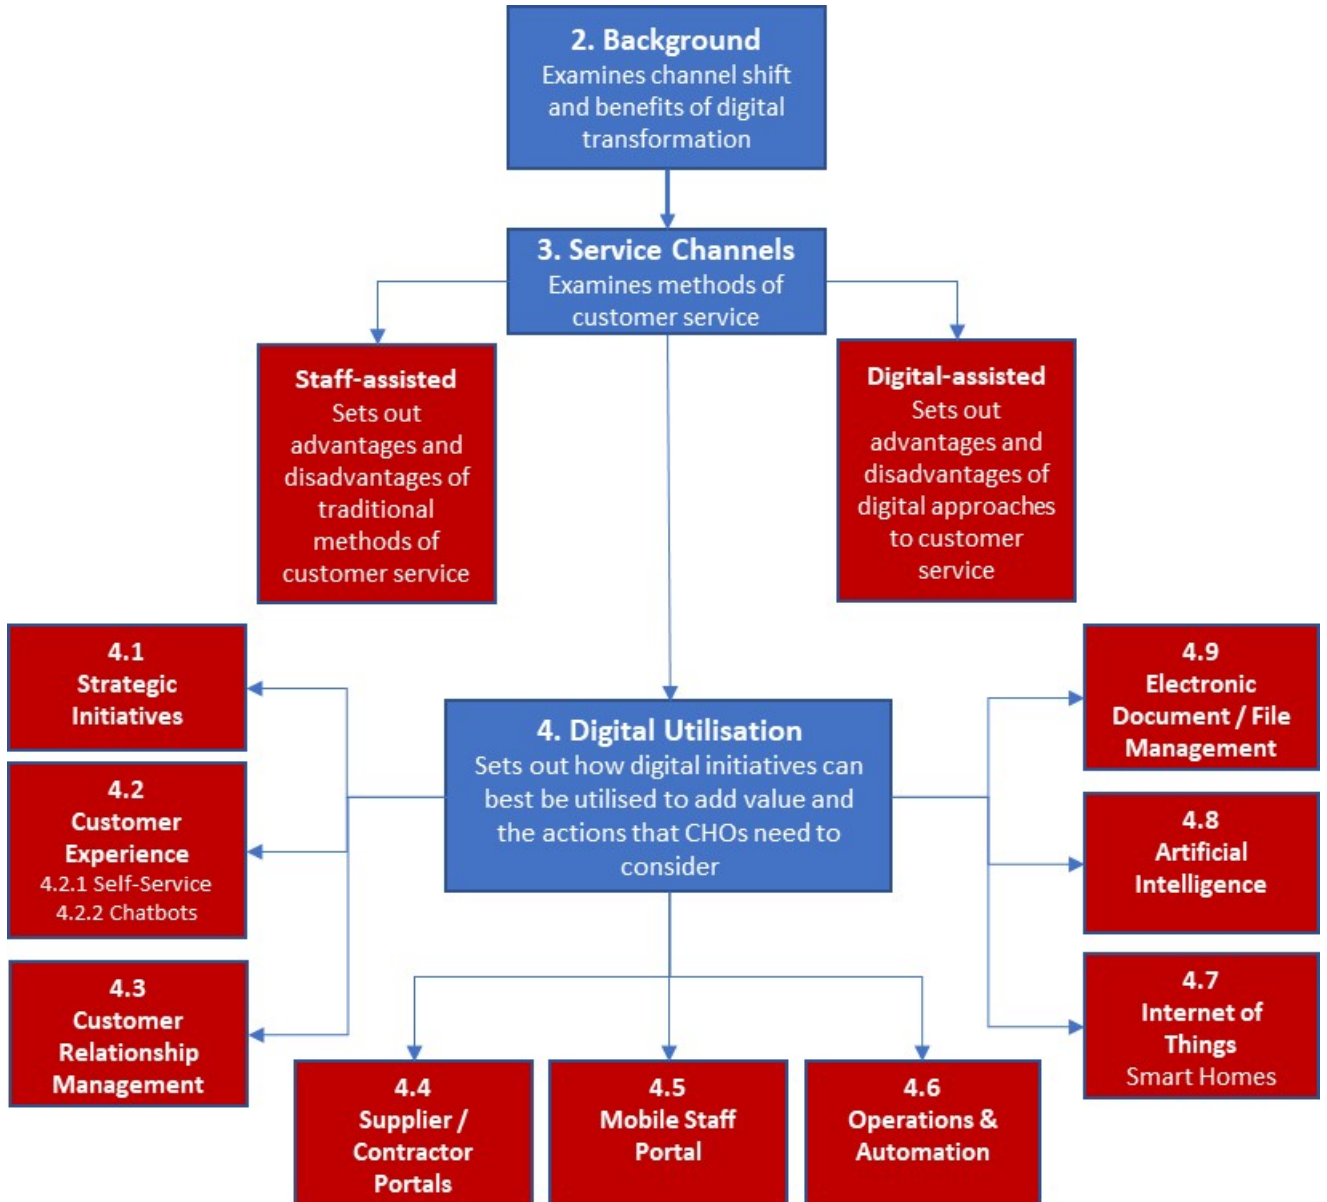 2. Background
Examines channel shift
and benefits of digital
transformation
3. Service Channels
Examines methods of
customer service
Staff-assisted
Sets out
advantages and
disadvantages of
traditional
methods of
customer service
Digital-assisted
Sets out
advantages and
disadvantages of
digital approaches
to customer
service
4.1
Strategic
Initiatives
4.2
Customer
Experience
4.2.1 Self-Service
4.2.2 Chatbots
4.3
Customer
Relationship
Management
4. Digital Utilisation
Sets out how digital initiatives can
best be utilised to add value and
the actions that CHOs need to
consider
4.9
Electronic
Document / File
Management
4.8
Artificial
Intelligence
4.7
Internet of
Things
Smart Homes
4.4
Supplier /
Contractor
Portals
4.5
Mobile Staff
Portal
4.6
Operations &
Automation